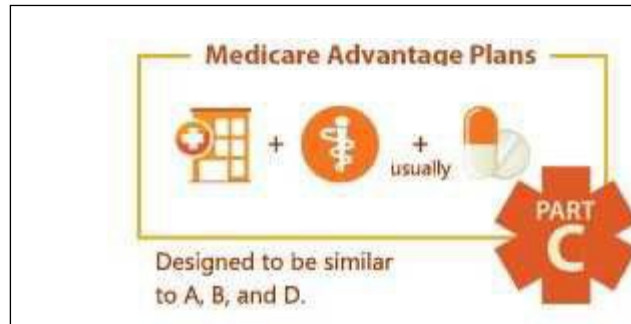 Medicare Advantage Plans
+
+
usually
PART
C
Designed to be similar
to A, B, and D.